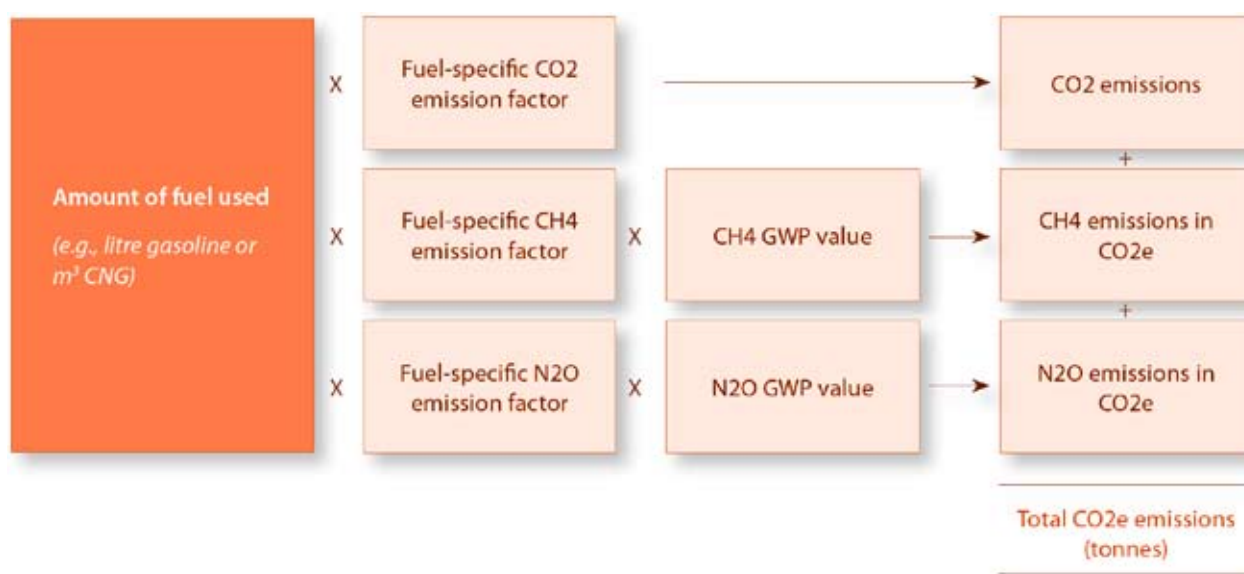 Amount of fuel used
(e.g., litre gasoline or
m³ CNG)
X
Fuel-specific CO2
emission factor
CO2 emissions
+
X
Fuel-specific CH4
emission factor
X
CH4 GWP value
CH4 emissions in
CO2e
+
X
Fuel-specific N2O
emission factor
X
N2O GWP value
N2O emissions in
CO2e
Total CO2e emissions
(tonnes)